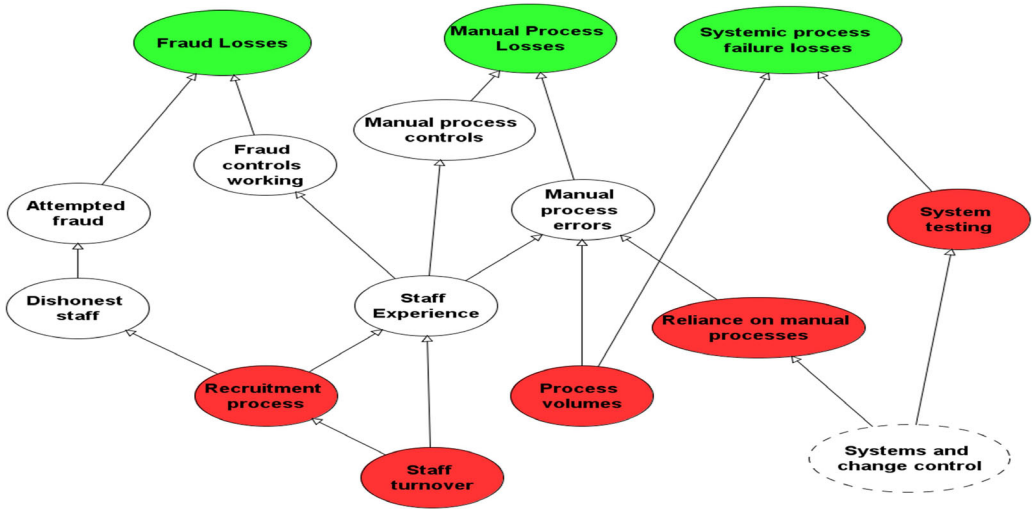 Fraud Losses
Manual Process
Losses
Systemic process
failure losses
Manual process
controls
Fraud
controls
working
Attempted
fraud
Manual
process
errors
System
testing
Dishonest
staff
Staff
Experience
Reliance on manual
processes
Recruitment
process
Process
volumes
Staff
turnover
Systems and
change control